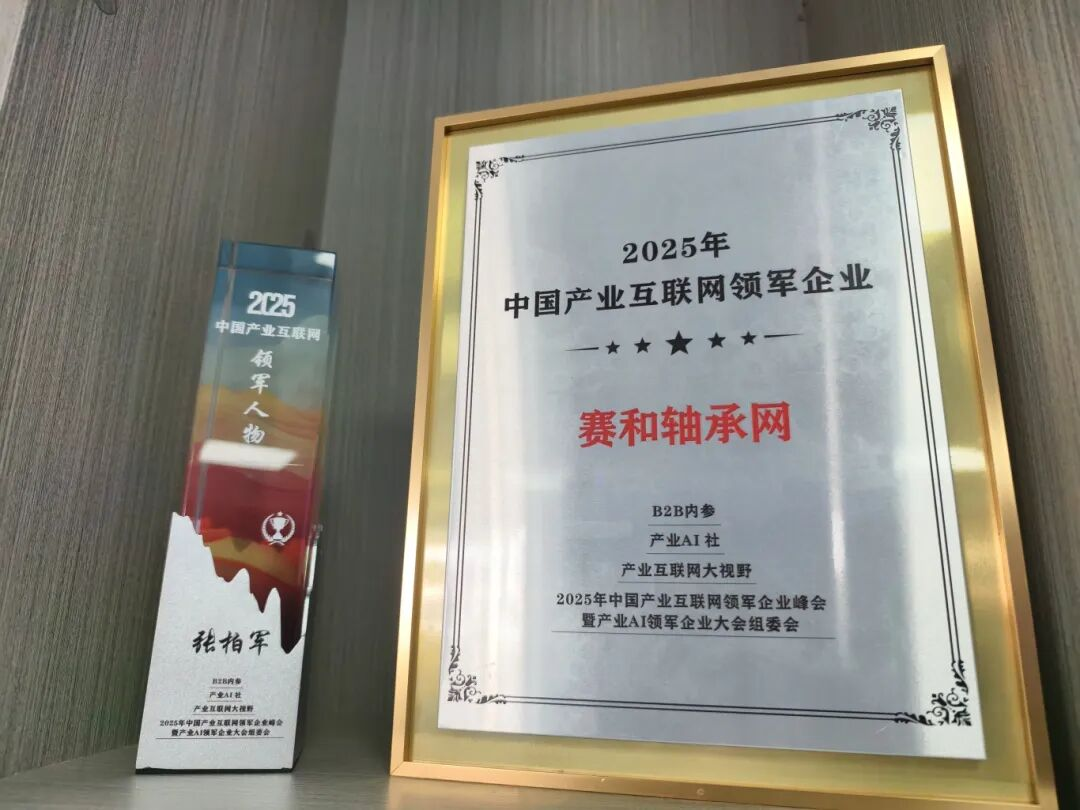 2025
中国产业互联网
领军人物
张柏军
B2B内参
产业AI 社
产业互联网大视野
2025年中国产业互联网领军企业峰会
暨产业AI领军企业大会组委会
2025年
中国产业互联网领军企业
赛和轴承网
B2B内参
产业AI 社
产业互联网大视野
2025年中国产业互联网领军企业峰会
暨产业AI领军企业大会组委会